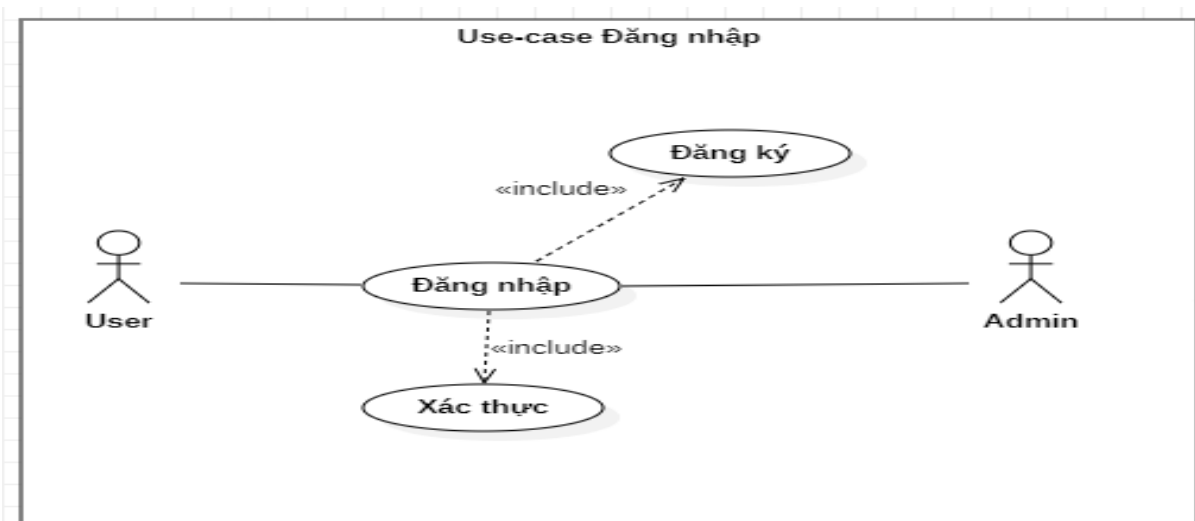 Use-case Đăng nhập
Đăng ký
«include»
Đăng nhập
User
Admin
«include»
Xác thực